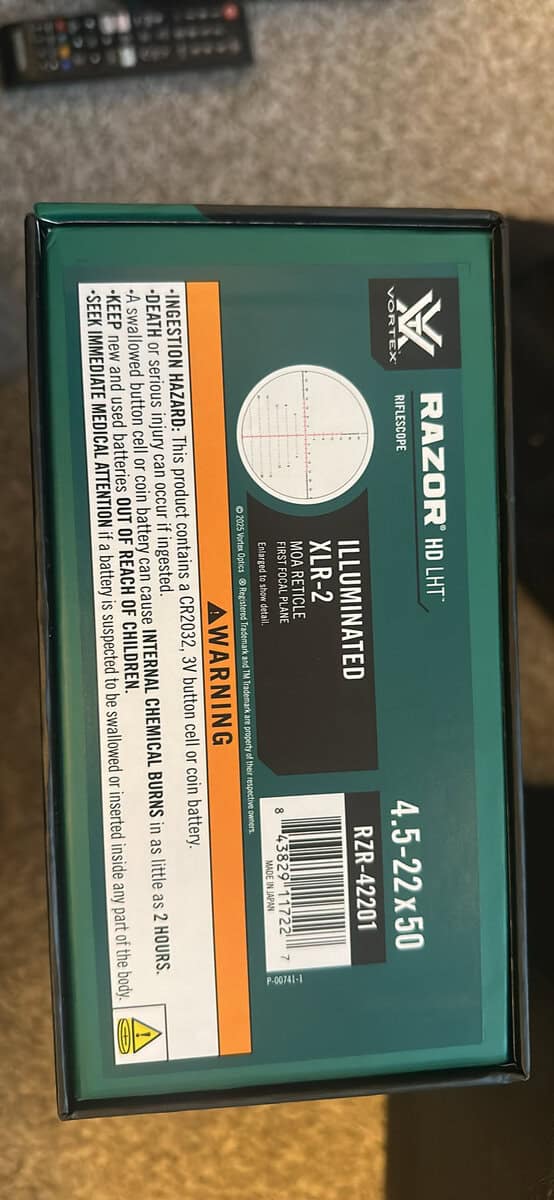 VORTEX®
RAZOR® HD LHT™
RIFLESCOPE
4.5-22x50
RZR-42201
ILLUMINATED
XLR-2
MOA RETICLE
FIRST FOCAL PLANE
Enlarged to show detail.
8 43829 11722 7
MADE IN JAPAN
P-00741-1
© 2025 Vortex Optics ® Registered Trademark and TM Trademark are property of their respective owners.
WARNING
•INGESTION HAZARD: This product contains a CR2032, 3V button cell or coin battery.
•DEATH or serious injury can occur if ingested.
•A swallowed button cell or coin battery can cause INTERNAL CHEMICAL BURNS in as little as 2 HOURS.
•KEEP new and used batteries OUT OF REACH OF CHILDREN.
•SEEK IMMEDIATE MEDICAL ATTENTION if a battery is suspected to be swallowed or inserted inside any part of the body.